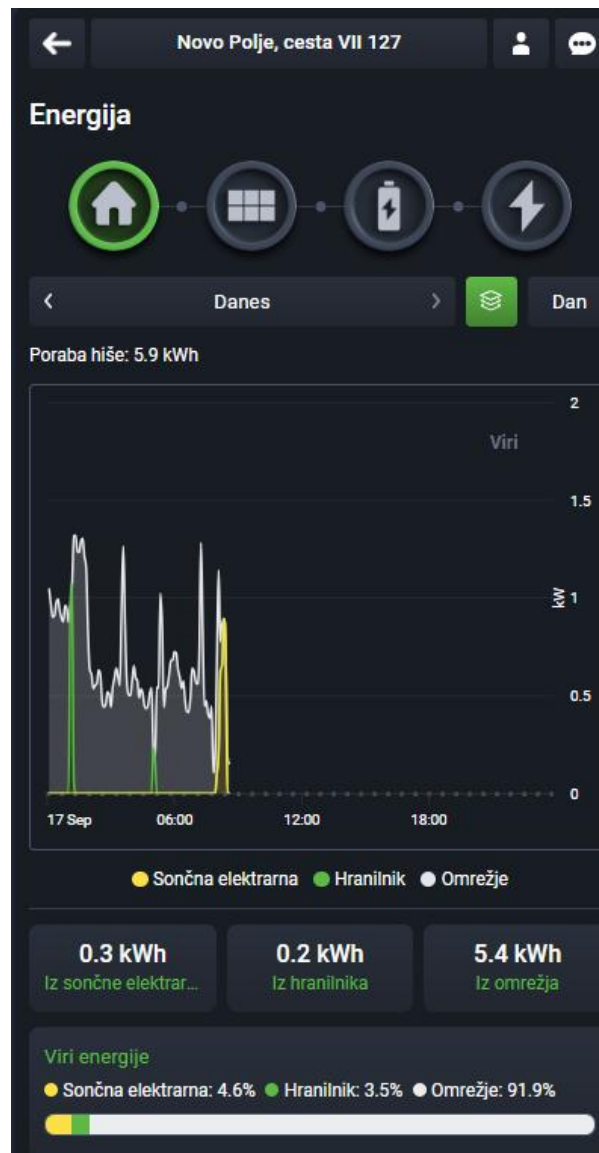 Novo Polje, cesta VII 127
Energija
Danes
Dan
Poraba hiše: 5.9 kWh
2
Viri
1.5
kW
1
0.5
0
17 Sep 06:00 12:00 18:00
Sončna elektrarna Hranilnik Omrežje
0.3 kWh 0.2 kWh 5.4 kWh
Iz sončne elektrar... Iz hranilnika Iz omrežja
Viri energije
Sončna elektrarna: 4.6% Hranilnik: 3.5% Omrežje: 91.9%